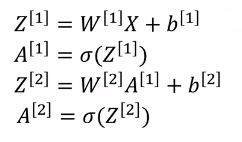 Z^[1] = W^[1]X + b^[1]
A^[1] = σ(Z^[1])
Z^[2] = W^[2]A^[1] + b^[2]
A^[2] = σ(Z^[2])